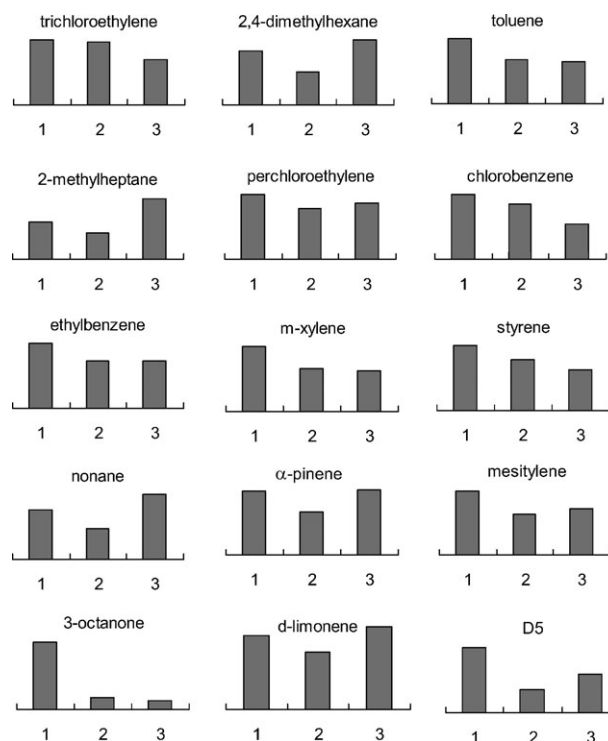 trichloroethylene 2,4-dimethylhexane toluene
1 2 3 1 2 3 1 2 3
2-methylheptane perchloroethylene chlorobenzene
1 2 3 1 2 3 1 2 3
ethylbenzene m-xylene styrene
1 2 3 1 2 3 1 2 3
nonane α-pinene mesitylene
1 2 3 1 2 3 1 2 3
3-octanone d-limonene D5
1 2 3 1 2 3 1 2 3